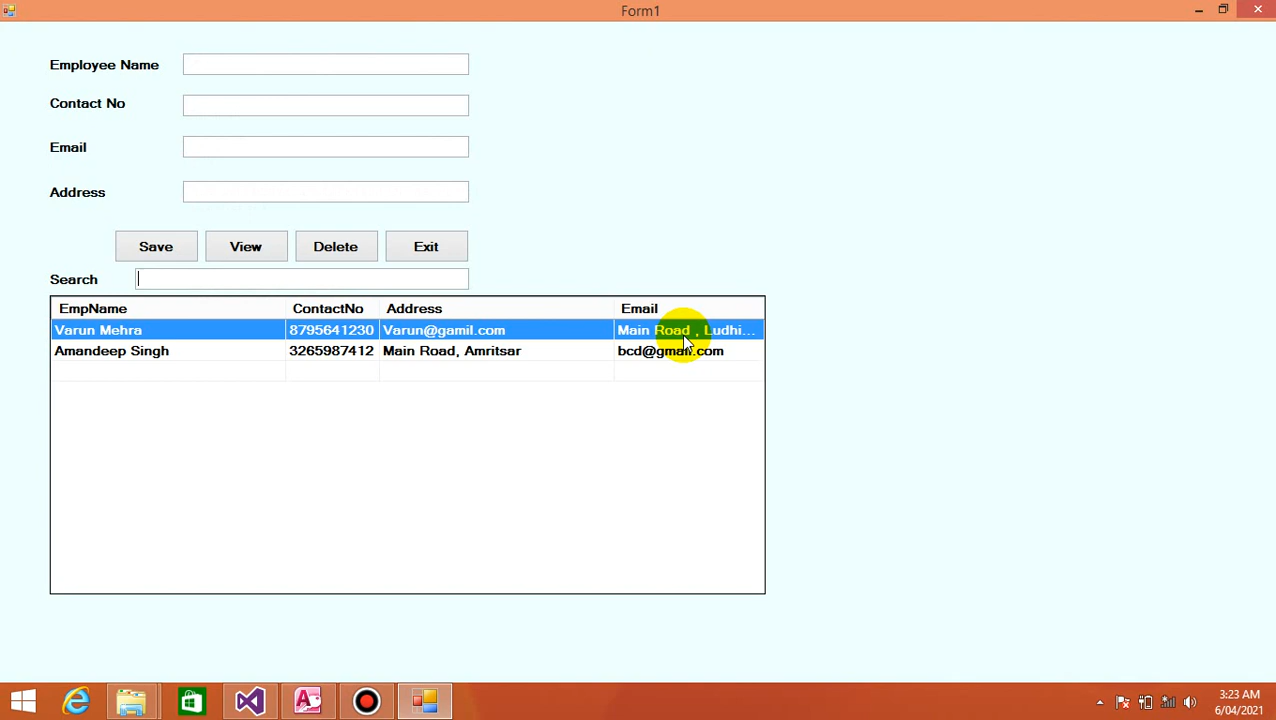 Form1
Employee Name
Contact No
Email
Address
Save View Delete Exit
Search
EmpName ContactNo Address Email
Varun Mehra 8795641230 Varun@gamil.com Main Road , Ludhi...
Amandeep Singh 3265987412 Main Road, Amritsar bcd@gmail.com
3:23 AM
6/04/2021